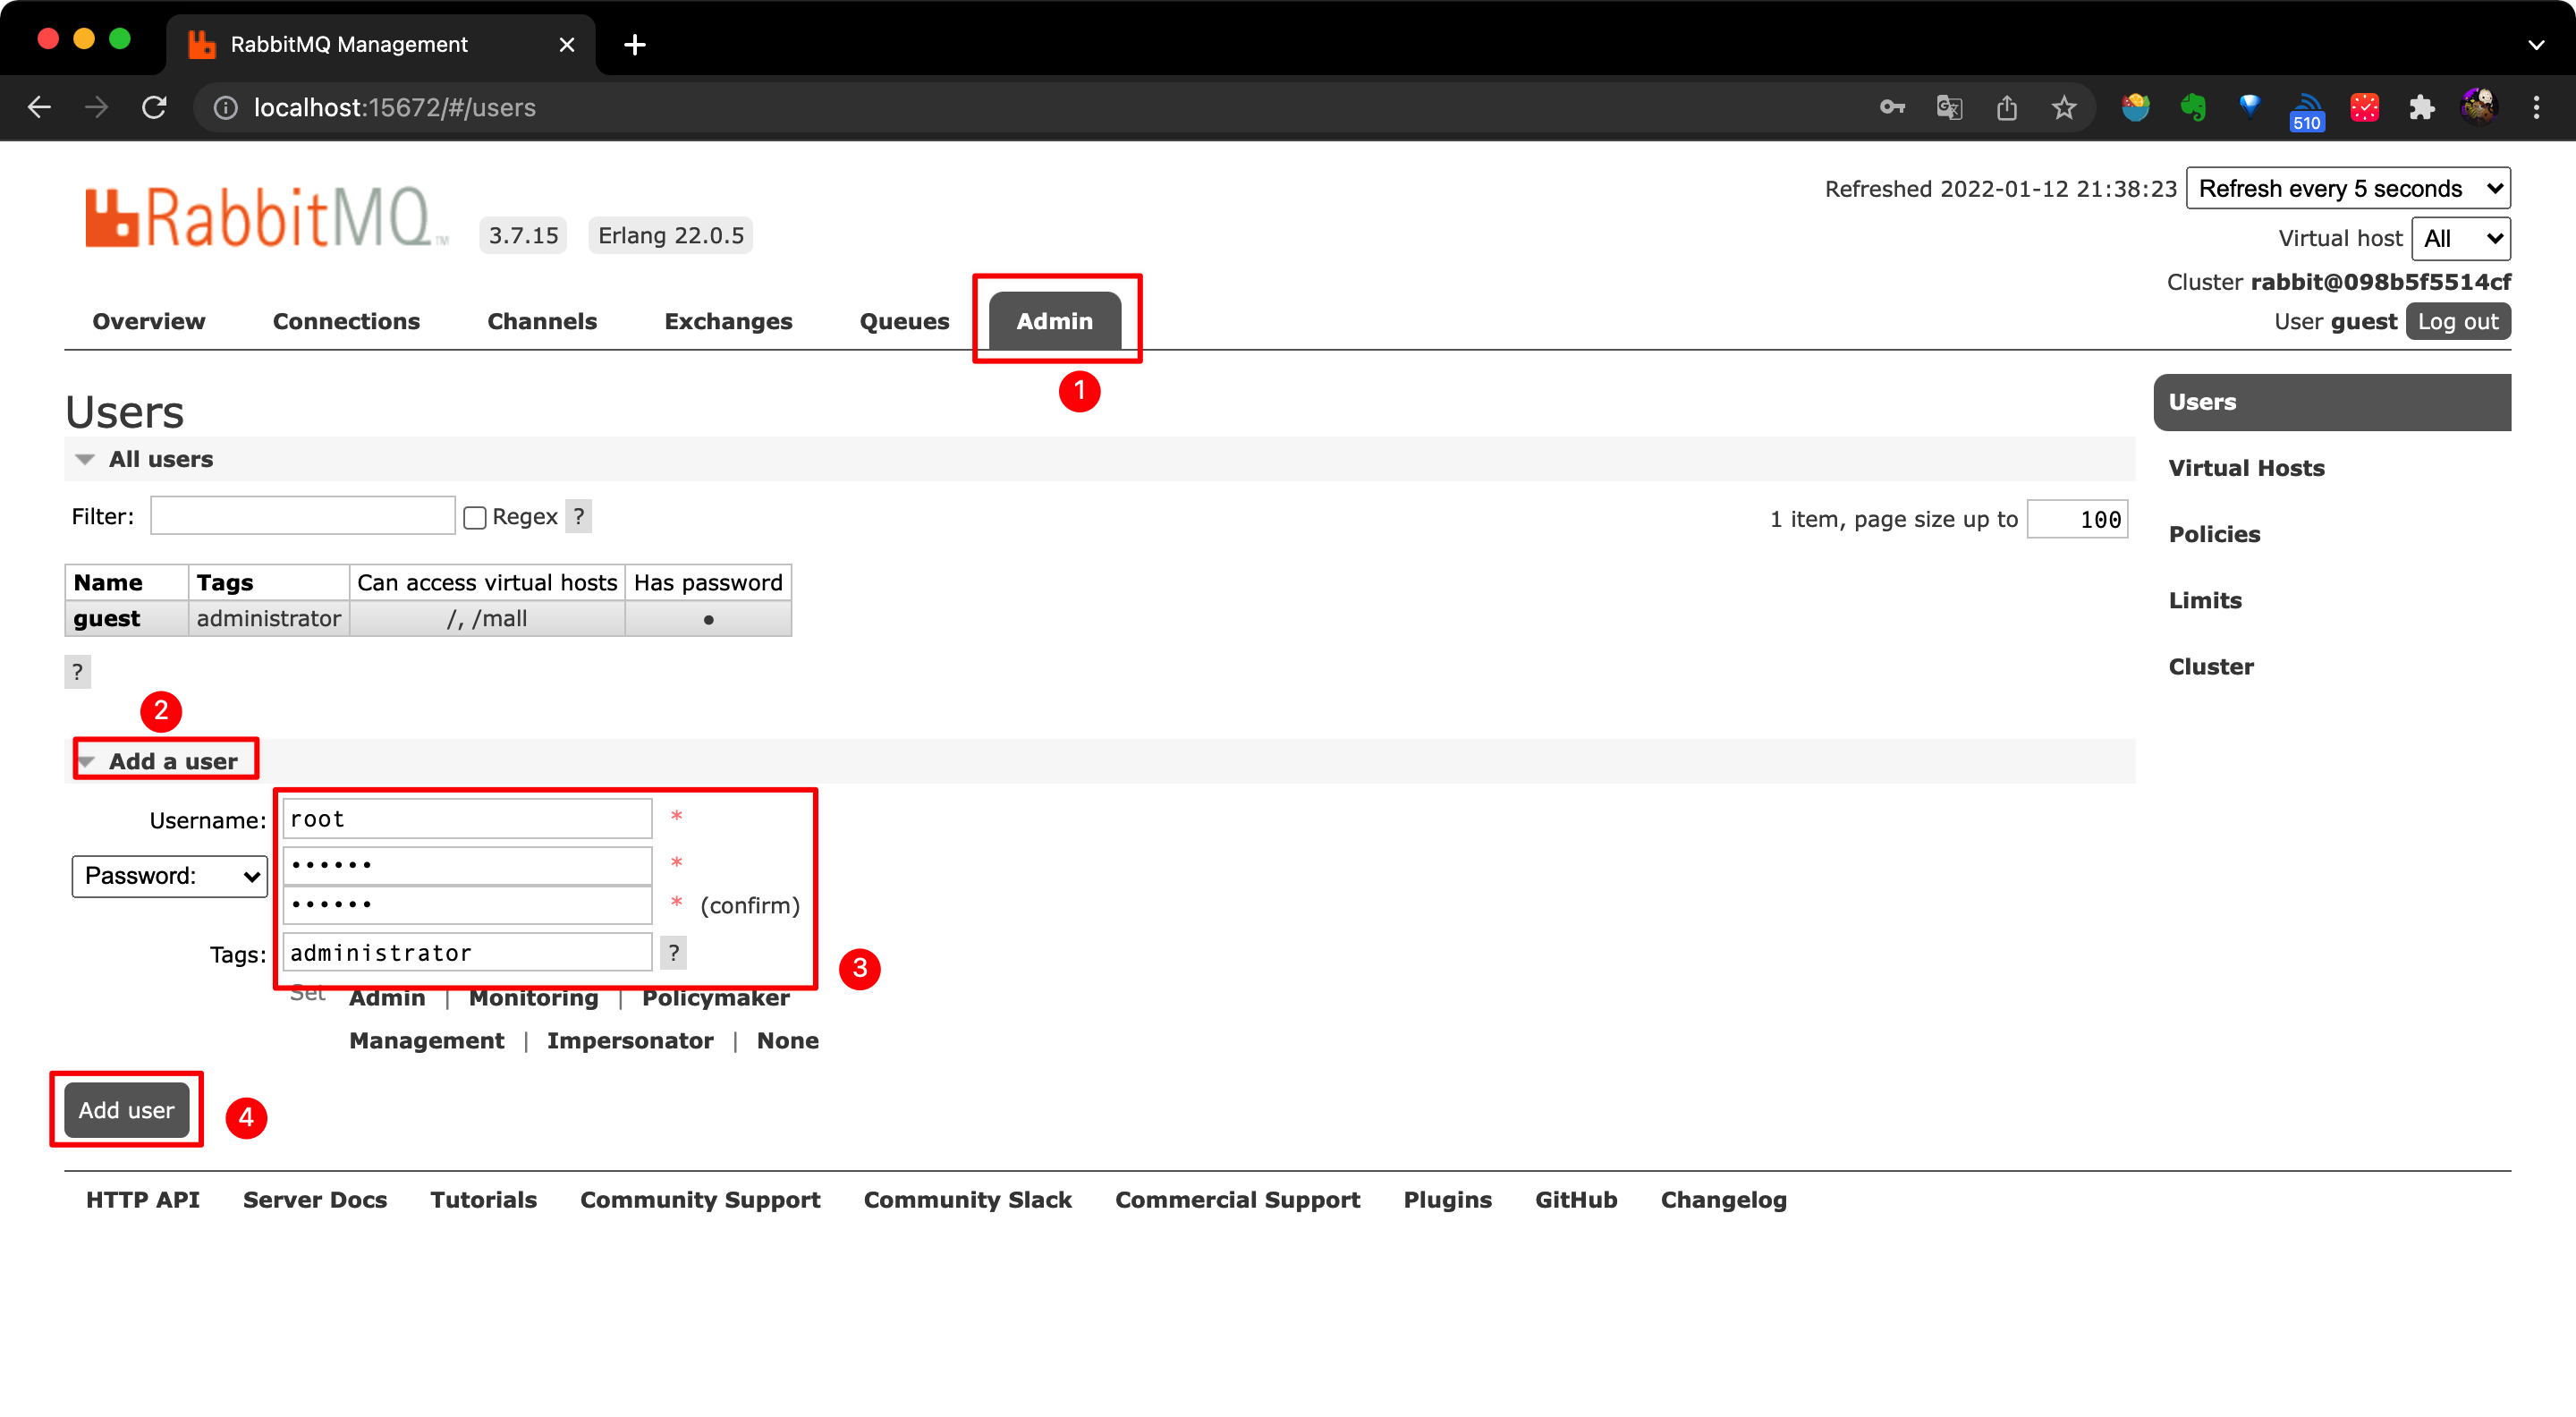 RabbitMQ Management
localhost:15672/#/users
510
RabbitMQ TM 3.7.15 Erlang 22.0.5
Refreshed 2022-01-12 21:38:23 Refresh every 5 seconds
Virtual host All
Cluster rabbit@098b5f5514cf
User guest Log out
Overview Connections Channels Exchanges Queues Admin
1
Users
All users
Filter: Regex ?
1 item, page size up to 100
Name Tags Can access virtual hosts Has password
guest administrator /, /mall ●
?
2
Add a user
Username: root *
Password: •••••• *
•••••• * (confirm)
Tags: administrator ?
3
Set Admin | Monitoring | Policymaker
Management | Impersonator | None
Add user
4
Users
Virtual Hosts
Policies
Limits
Cluster
HTTP API Server Docs Tutorials Community Support Community Slack Commercial Support Plugins GitHub Changelog